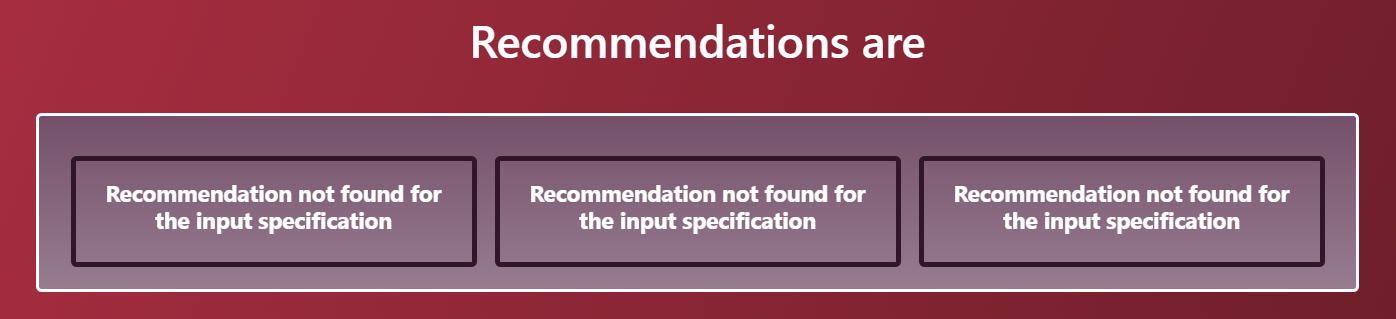 Recommendations are
Recommendation not found for
the input specification
Recommendation not found for
the input specification
Recommendation not found for
the input specification